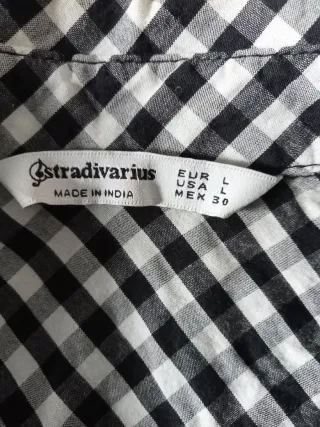 stradivarius
MADE IN INDIA
EUR L
USA L
MEX 30